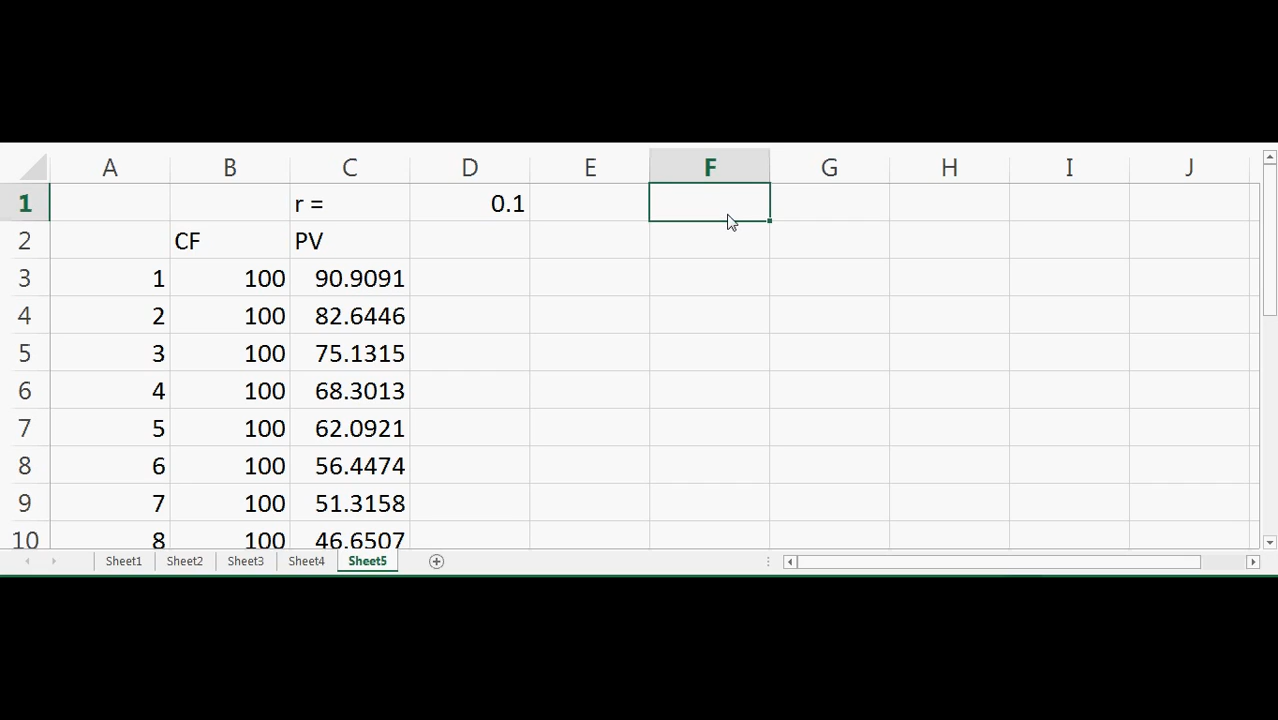 A B C D E F G H I J
1 r = 0.1
2 CF PV
3 1 100 90.9091
4 2 100 82.6446
5 3 100 75.1315
6 4 100 68.3013
7 5 100 62.0921
8 6 100 56.4474
9 7 100 51.3158
10 8 100 46.6507
Sheet1 Sheet2 Sheet3 Sheet4 Sheet5